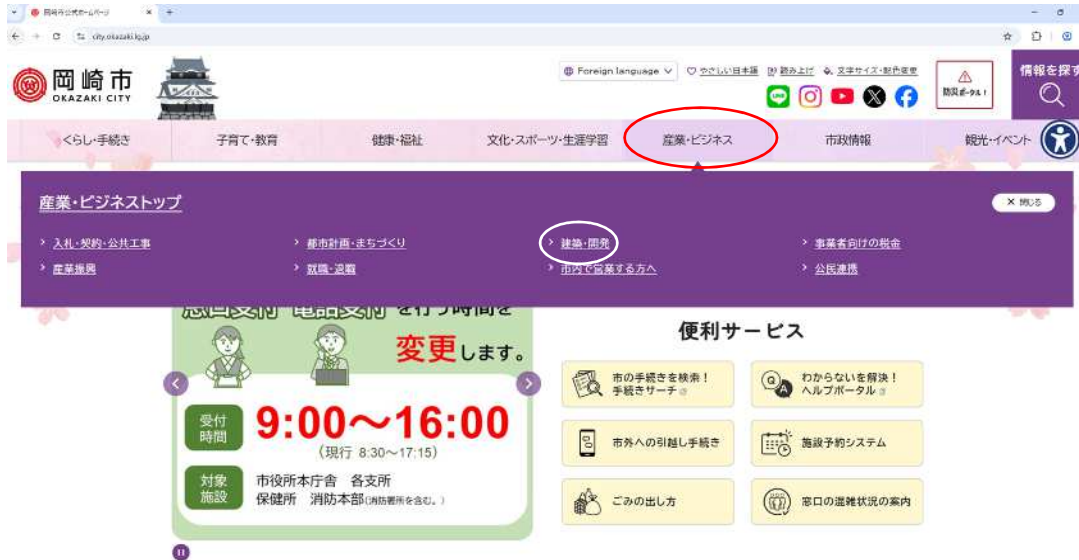 岡崎市公式ホームページ
city.okazaki.lg.jp
岡崎市
OKAZAKI CITY
Foreign language
やさしい日本語
読み上げ
文字サイズ・配色変更
防災ポータル!
情報を探す
くらし・手続き
子育て・教育
健康・福祉
文化・スポーツ・生涯学習
産業・ビジネス
市政情報
観光・イベント
産業・ビジネストップ
× 閉じる
入札・契約・公共工事
都市計画・まちづくり
建築・開発
事業者向けの税金
産業振興
就職・退職
市内で営業する方へ
公民連携
窓口受付 電話受付 を行う時間を
変更します。
受付
時間
9:00～16:00
(現行 8:30～17:15)
対象
施設
市役所本庁舎 各支所
保健所 消防本部(消防署所を含む。)
便利サービス
市の手続きを検索!
手続きサーチ
わからないを解決!
ヘルプポータル
市外への引越し手続き
施設予約システム
ごみの出し方
窓口の混雑状況の案内